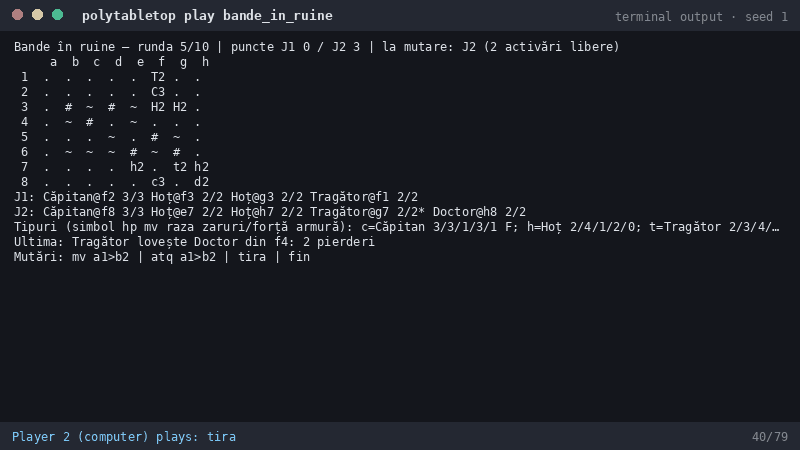 polytabletop play bande_in_ruine
terminal output · seed 1
Bande în ruine — runda 5/10 | puncte J1 0 / J2 3 | la mutare: J2 (2 activări libere)
a b c d e f g h
1 . . . . . T2 . .
2 . . . . . C3 . .
3 . # ~ # ~ H2 H2 .
4 . ~ # . ~ . . .
5 . . . ~ . # ~ .
6 . ~ ~ ~ # ~ # .
7 . . . . h2 . t2 h2
8 . . . . . c3 . d2
J1: Căpitan@f2 3/3 Hoț@f3 2/2 Hoț@g3 2/2 Tragător@f1 2/2
J2: Căpitan@f8 3/3 Hoț@e7 2/2 Hoț@h7 2/2 Tragător@g7 2/2* Doctor@h8 2/2
Tipuri (simbol hp mv raza zaruri/forță armură): c=Căpitan 3/3/1/3/1 F; h=Hoț 2/4/1/2/0; t=Tragător 2/3/4/…
Ultima: Tragător lovește Doctor din f4: 2 pierderi
Mutări: mv a1>b2 | atq a1>b2 | tira | fin
Player 2 (computer) plays: tira
40/79